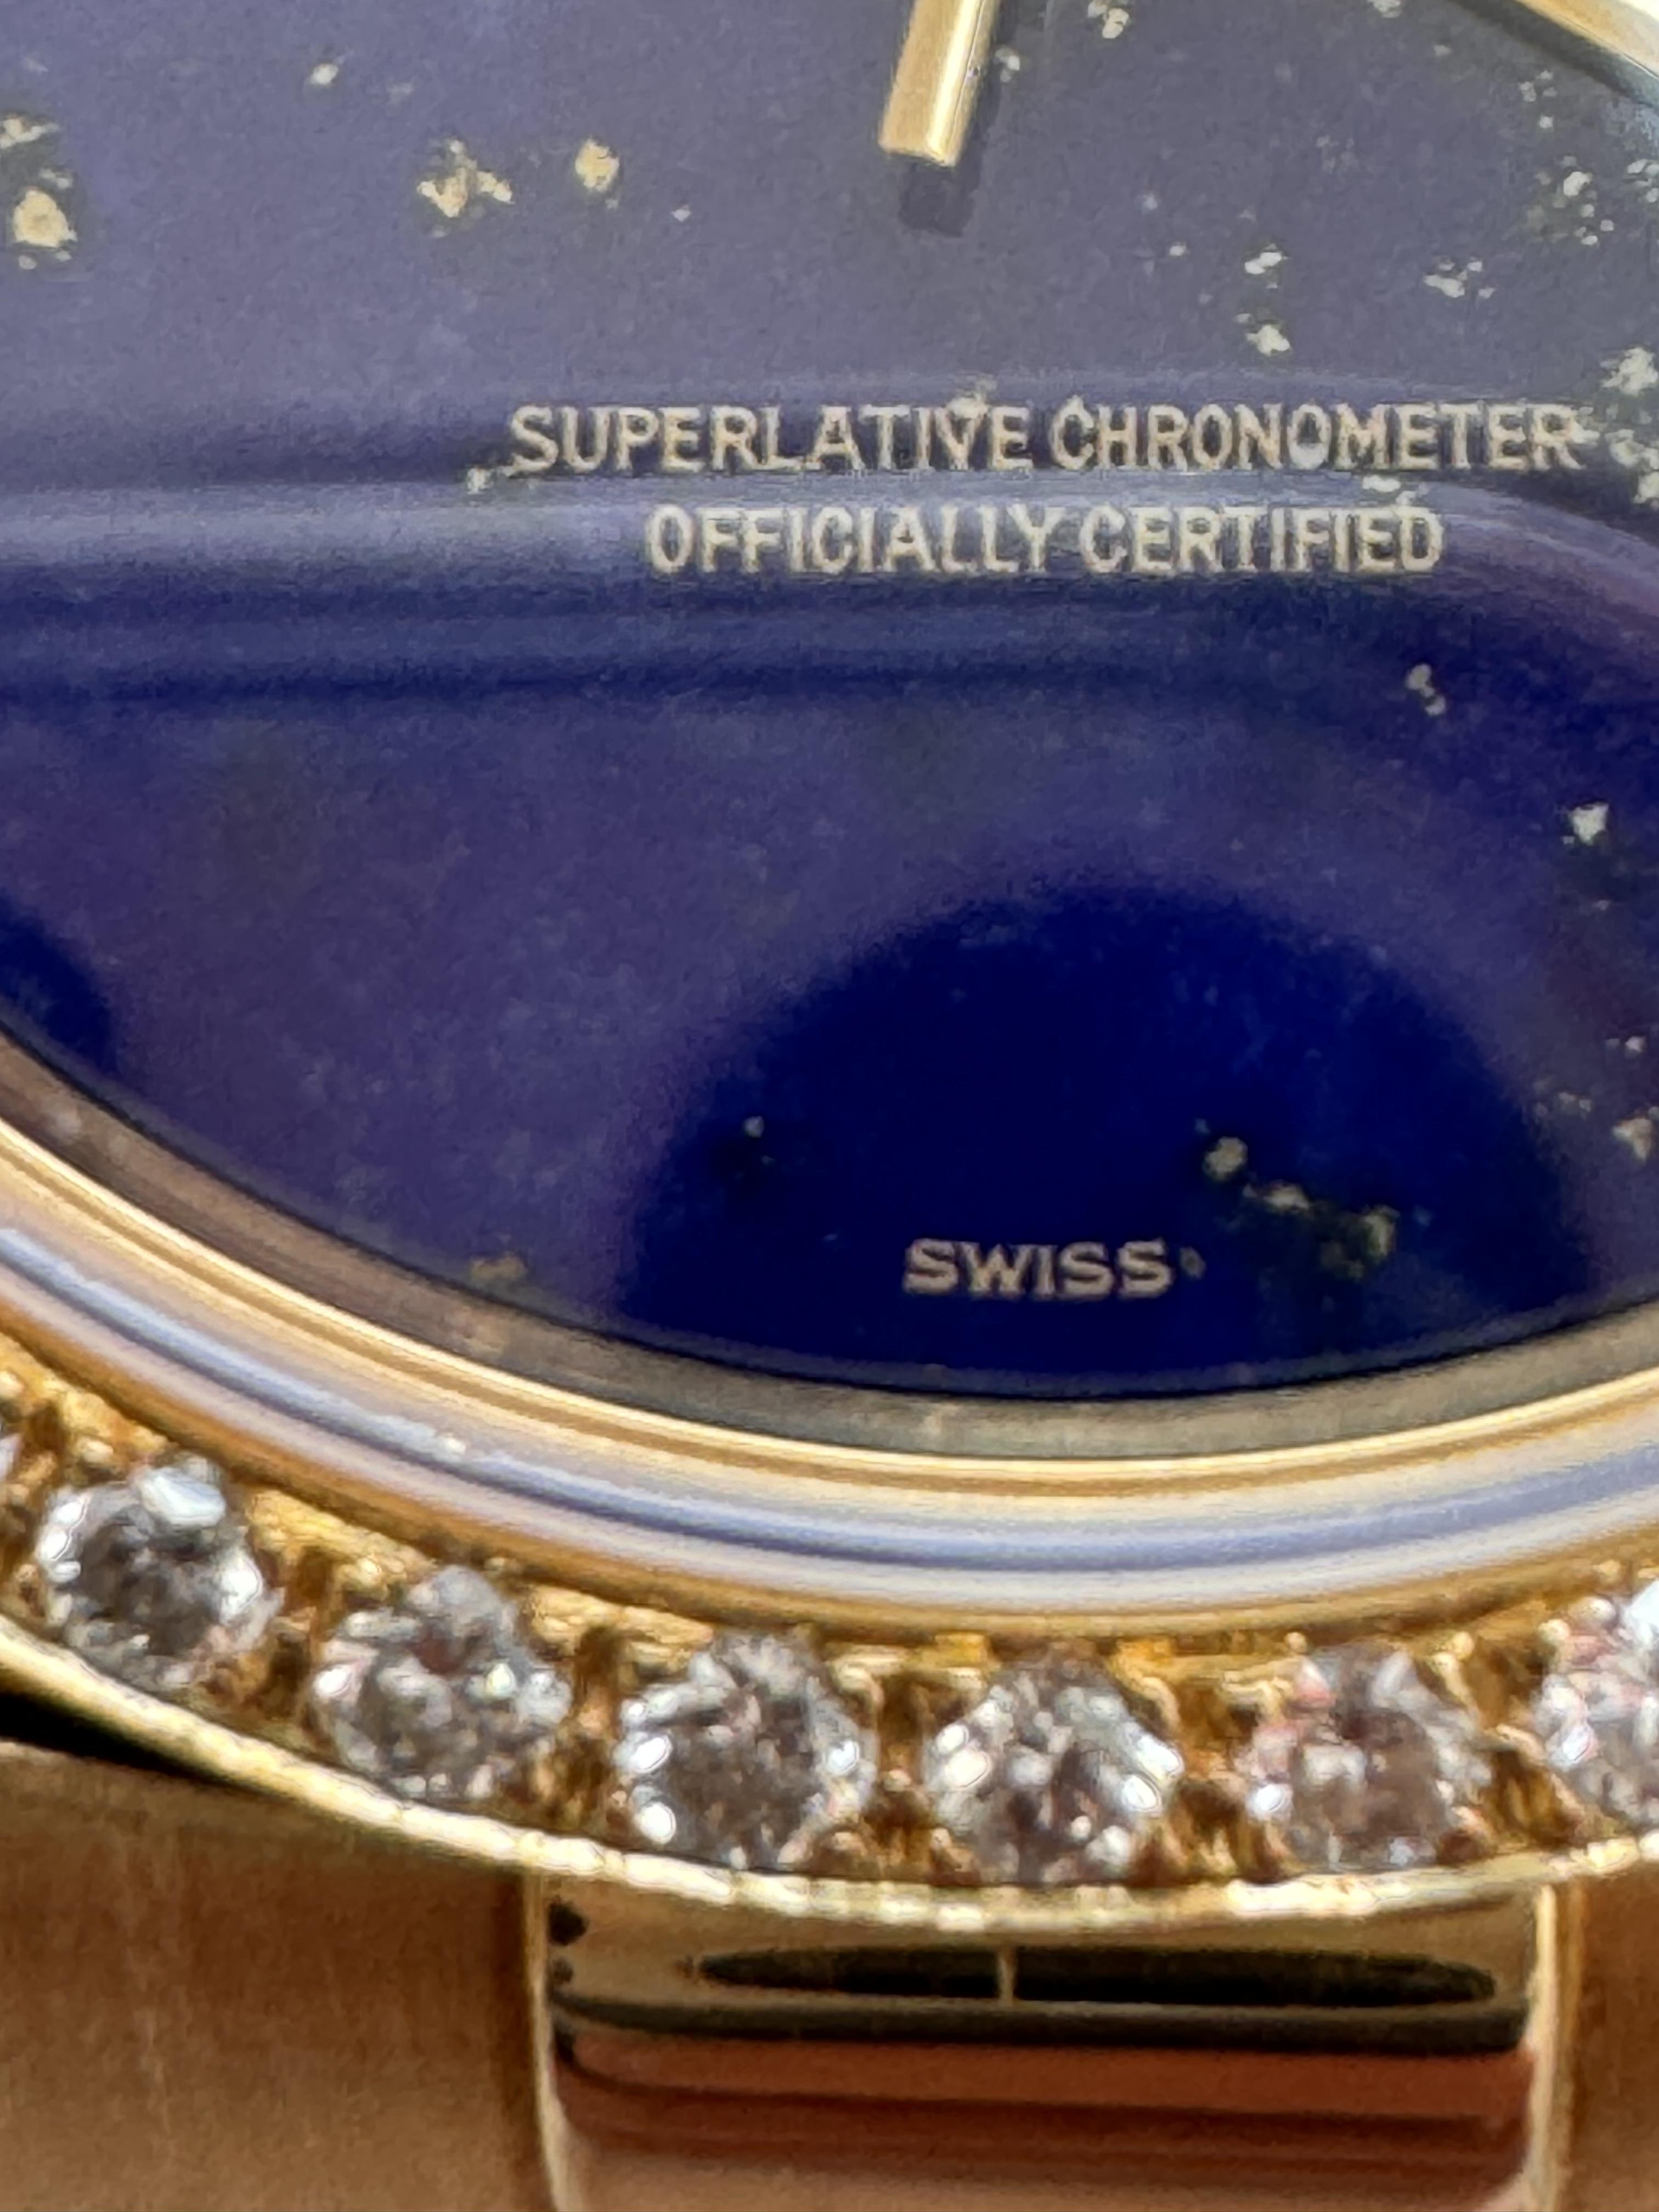 SUPERLATIVE CHRONOMETER
OFFICIALLY CERTIFIED
SWISS